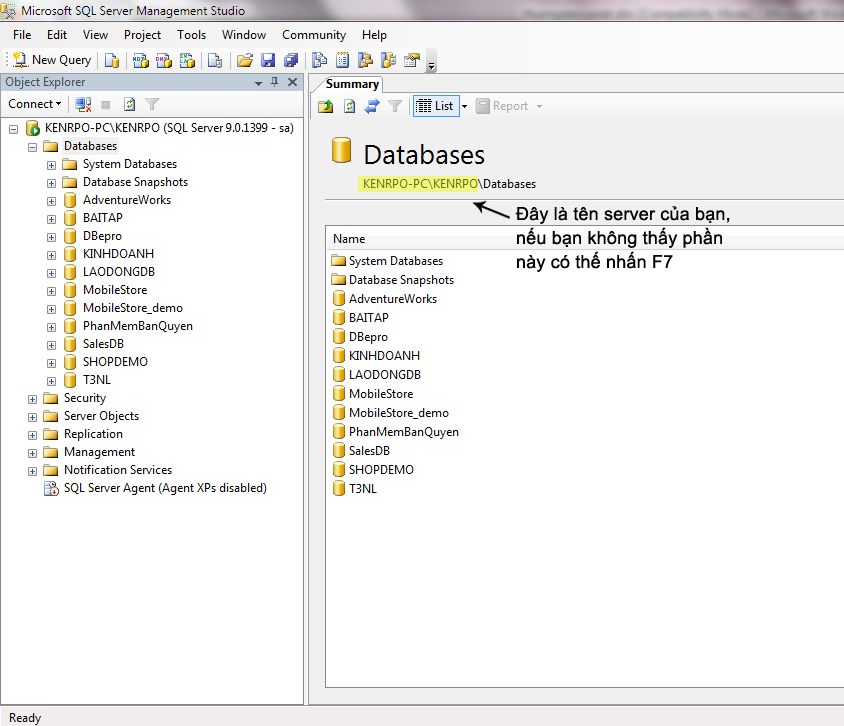 Microsoft SQL Server Management Studio
File Edit View Project Tools Window Community Help
New Query
Object Explorer
Connect
KENRPO-PC\KENRPO (SQL Server 9.0.1399 - sa)
Databases
System Databases
Database Snapshots
AdventureWorks
BAITAP
DBepro
KINHDOANH
LAODONGDB
MobileStore
MobileStore_demo
PhanMemBanQuyen
SalesDB
SHOPDEMO
T3NL
Security
Server Objects
Replication
Management
Notification Services
SQL Server Agent (Agent XPs disabled)
Summary
List Report
Databases
KENRPO-PC\KENRPO\Databases
Đây là tên server của bạn,
nếu bạn không thấy phần
này có thể nhấn F7
Name
System Databases
Database Snapshots
AdventureWorks
BAITAP
DBepro
KINHDOANH
LAODONGDB
MobileStore
MobileStore_demo
PhanMemBanQuyen
SalesDB
SHOPDEMO
T3NL
Ready